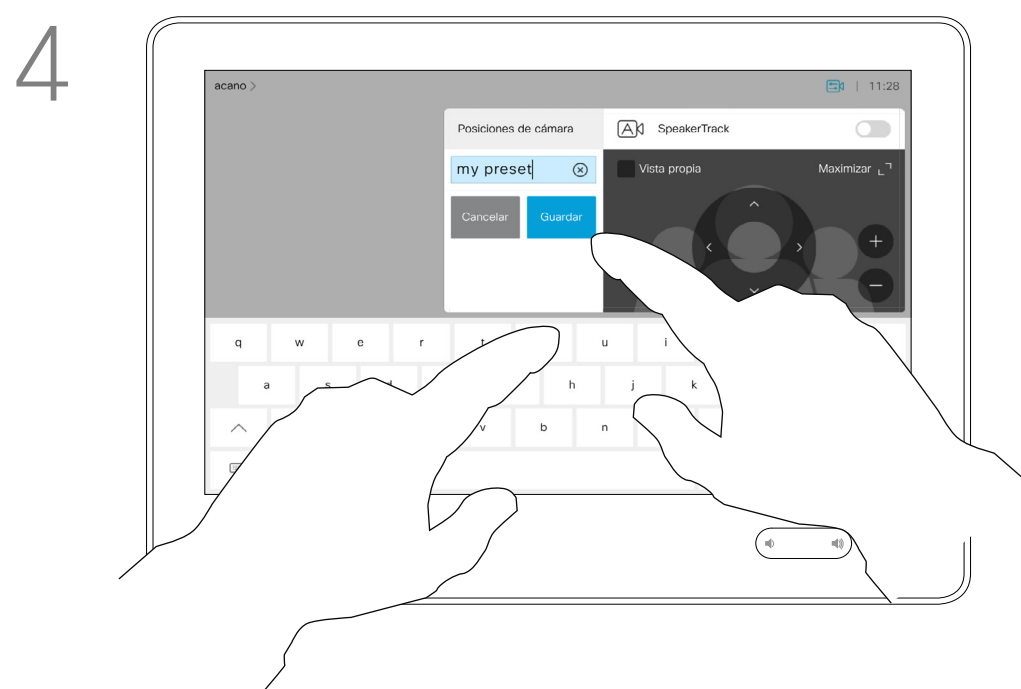 4
acano >
11:28
Posiciones de cámara
SpeakerTrack
my preset
Vista propia
Maximizar
Cancelar
Guardar
q w e r t u i
a s d h j k
v b n